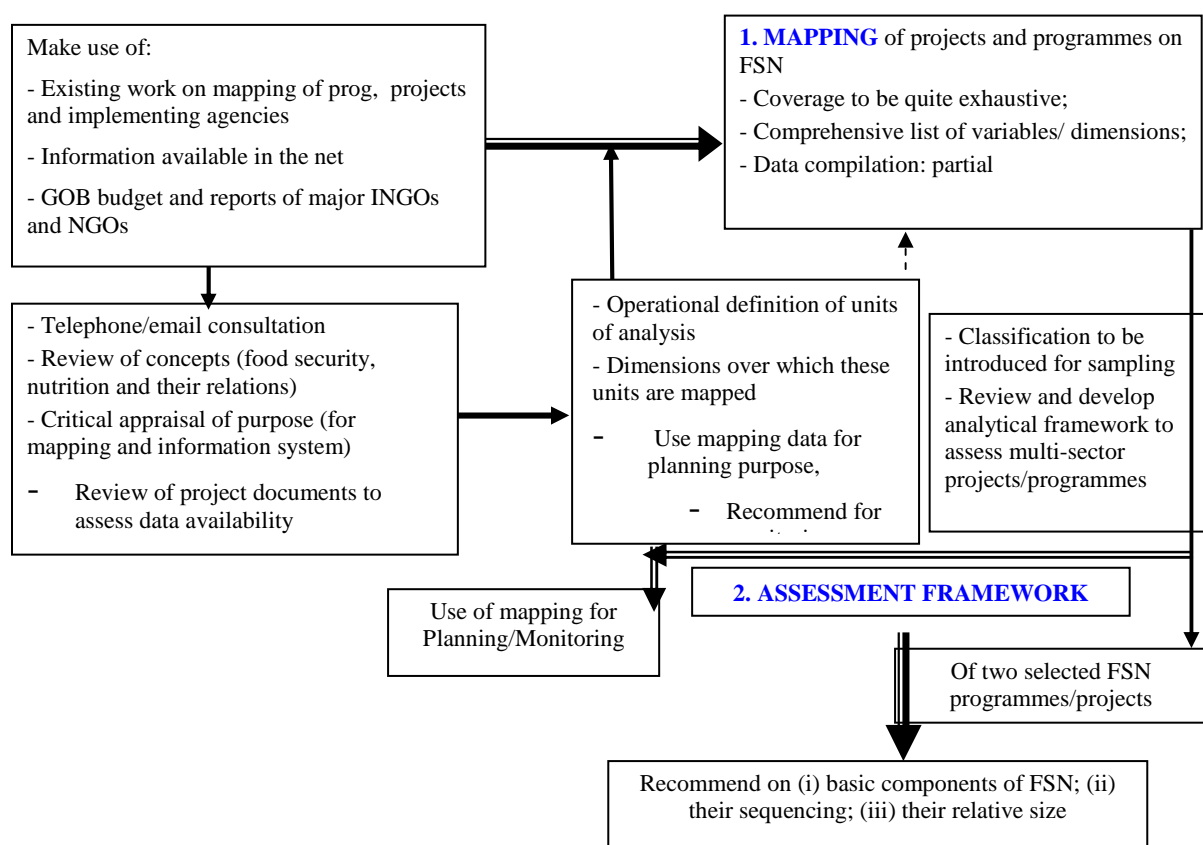 Make use of:
- Existing work on mapping of prog, projects
and implementing agencies
- Information available in the net
- GOB budget and reports of major INGOs
and NGOs
1. MAPPING of projects and programmes on
FSN
- Coverage to be quite exhaustive;
- Comprehensive list of variables/ dimensions;
- Data compilation: partial
- Telephone/email consultation
- Review of concepts (food security,
nutrition and their relations)
- Critical appraisal of purpose (for
mapping and information system)
- Review of project documents to
assess data availability
- Operational definition of units
of analysis
- Dimensions over which these
units are mapped
- Use mapping data for
planning purpose,
- Recommend for
- Classification to be
introduced for sampling
- Review and develop
analytical framework to
assess multi-sector
projects/programmes
Use of mapping for
Planning/Monitoring
2. ASSESSMENT FRAMEWORK
Of two selected FSN
programmes/projects
Recommend on (i) basic components of FSN; (ii)
their sequencing; (iii) their relative size